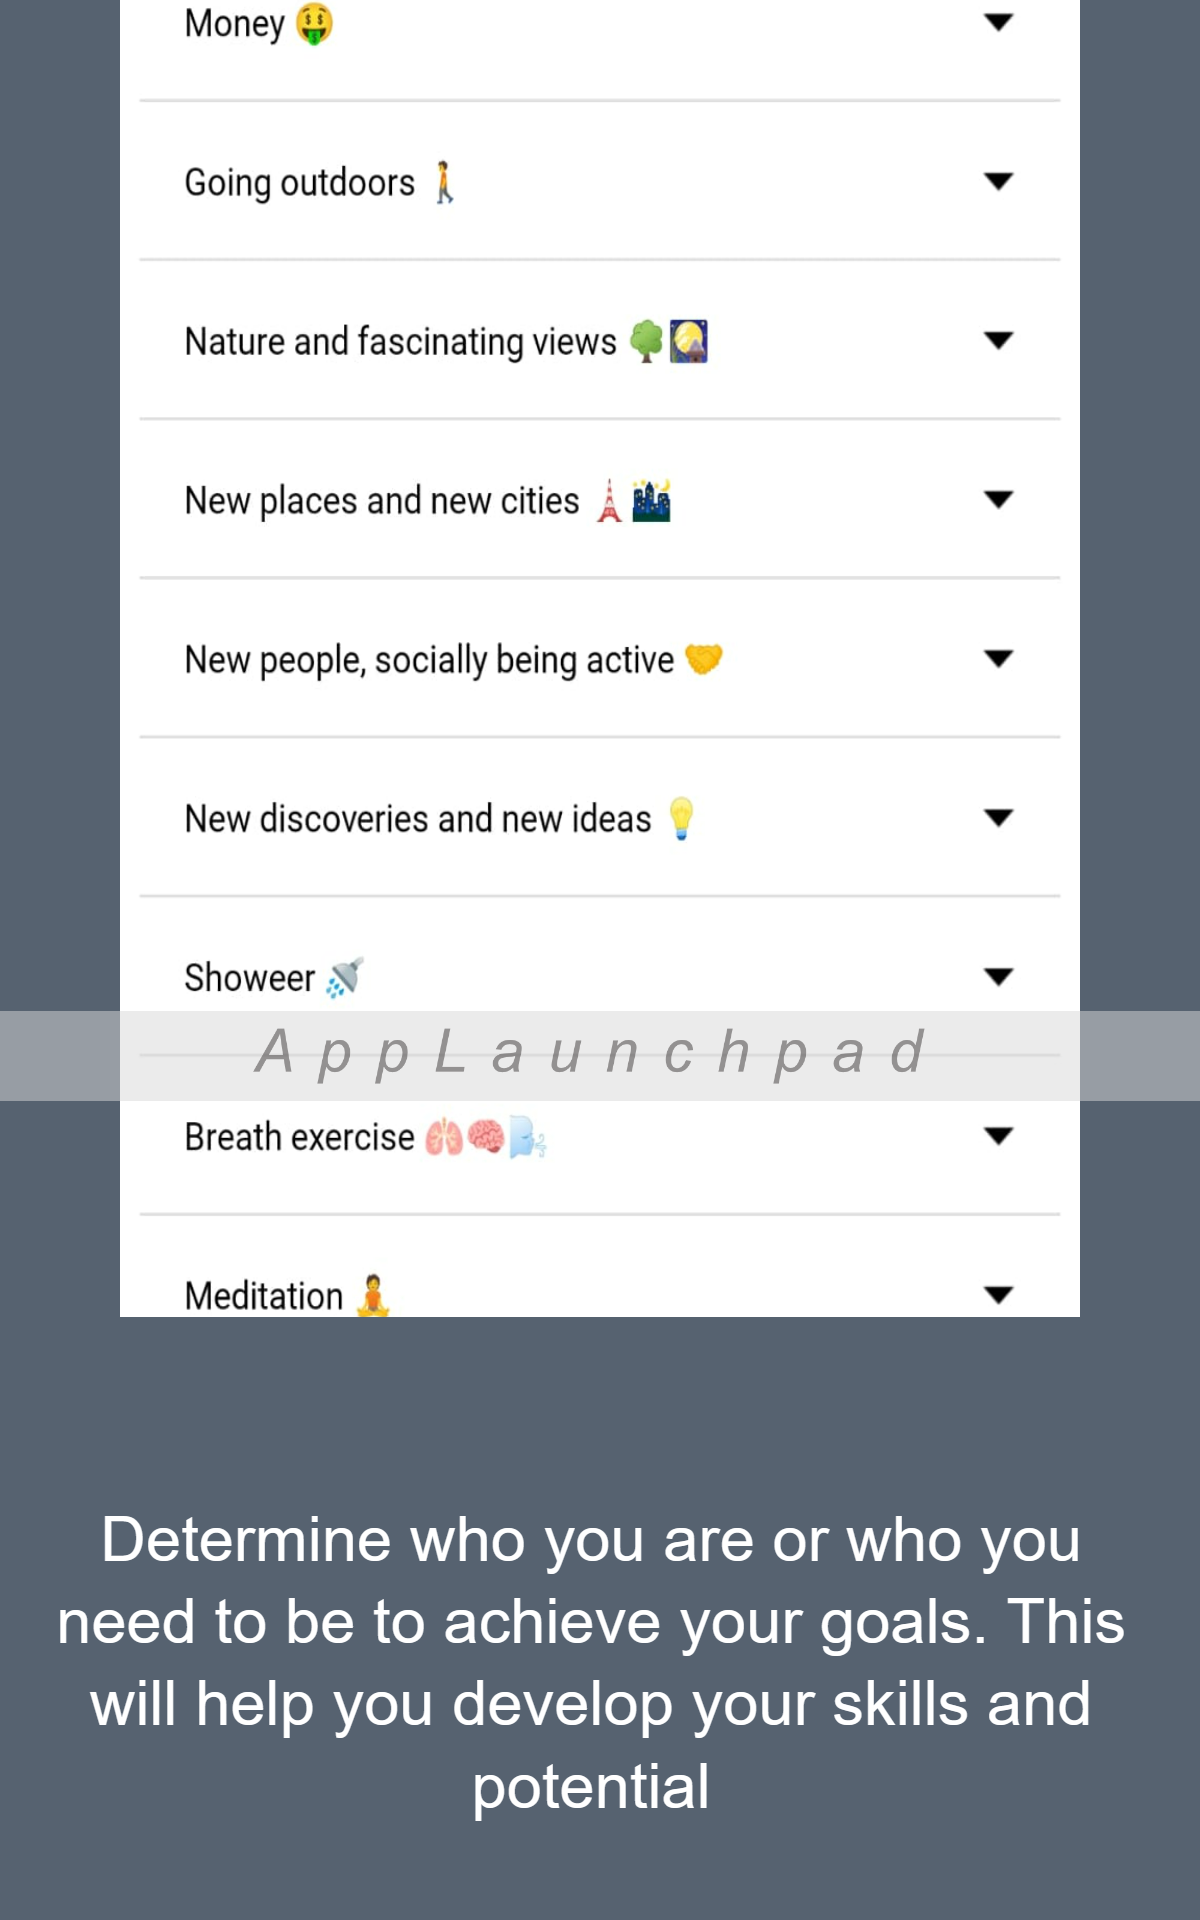 Money 🤑
Going outdoors 🚶
Nature and fascinating views 🌳🎑
New places and new cities 🗼🌃
New people, socially being active 🤝
New discoveries and new ideas 💡
Showeer 🚿
AppLaunchpad
Breath exercise 🫁🧠🌬️
Meditation 🧘
Determine who you are or who you
need to be to achieve your goals. This
will help you develop your skills and
potential